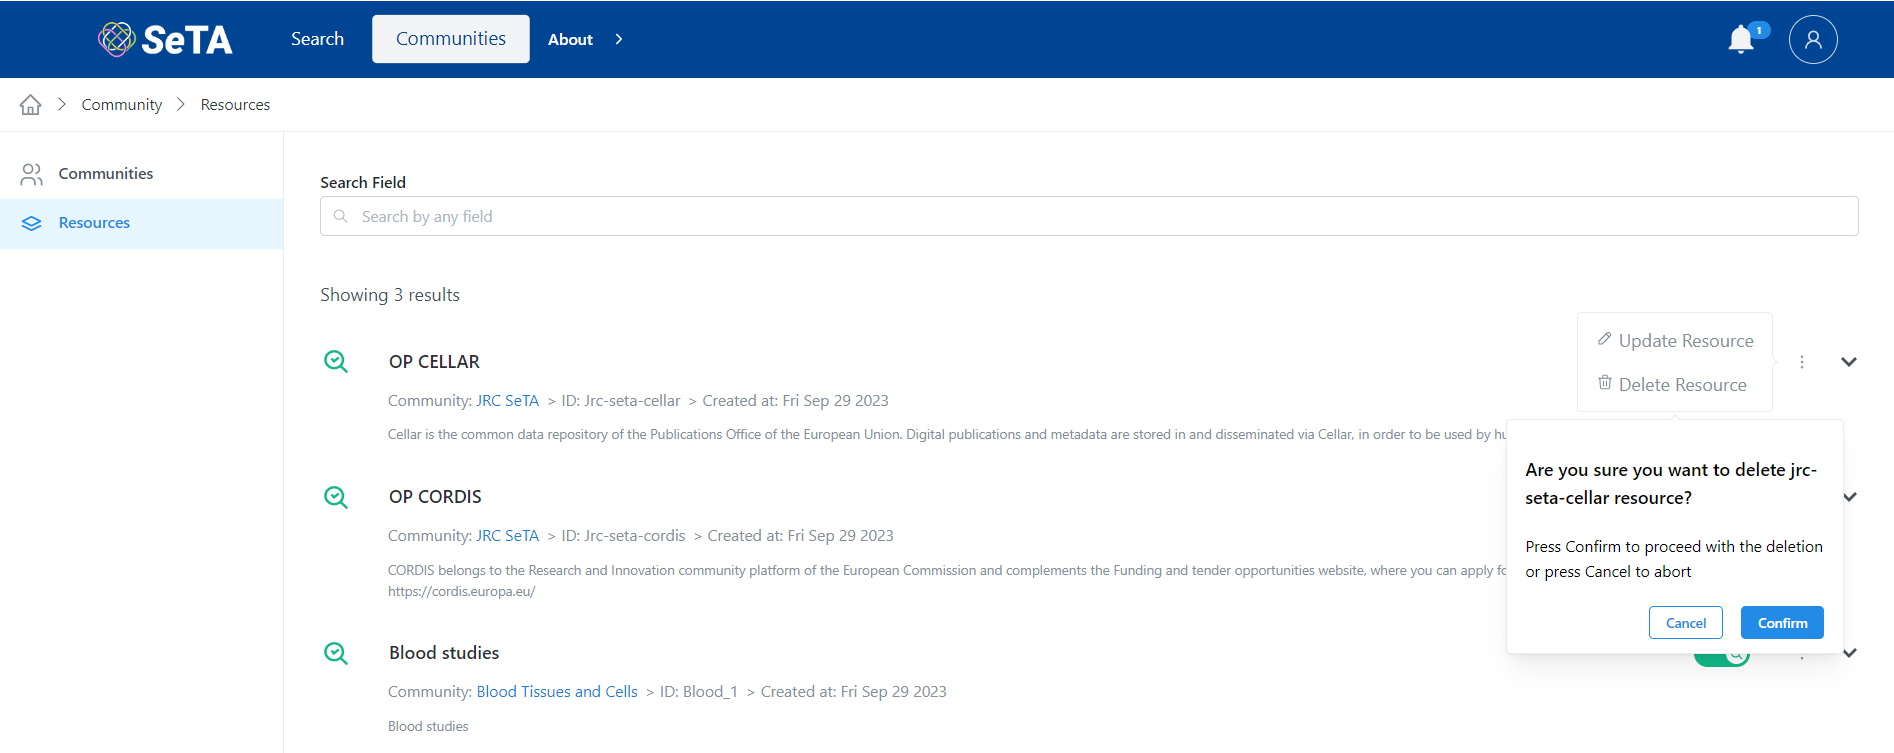 SeTA
Search
Communities
About
1
Community
Resources
Communities
Resources
Search Field
Search by any field
Showing 3 results
OP CELLAR
Community: JRC SeTA > ID: Jrc-seta-cellar > Created at: Fri Sep 29 2023
Cellar is the common data repository of the Publications Office of the European Union. Digital publications and metadata are stored in and disseminated via Cellar, in order to be used by
Update Resource
Delete Resource
Are you sure you want to delete jrc-
seta-cellar resource?
Press Confirm to proceed with the deletion
or press Cancel to abort
Cancel
Confirm
OP CORDIS
Community: JRC SeTA > ID: Jrc-seta-cordis > Created at: Fri Sep 29 2023
CORDIS belongs to the Research and Innovation community platform of the European Commission and complements the Funding and tender opportunities website, where you can apply
https://cordis.europa.eu/
Blood studies
Community: Blood Tissues and Cells > ID: Blood_1 > Created at: Fri Sep 29 2023
Blood studies